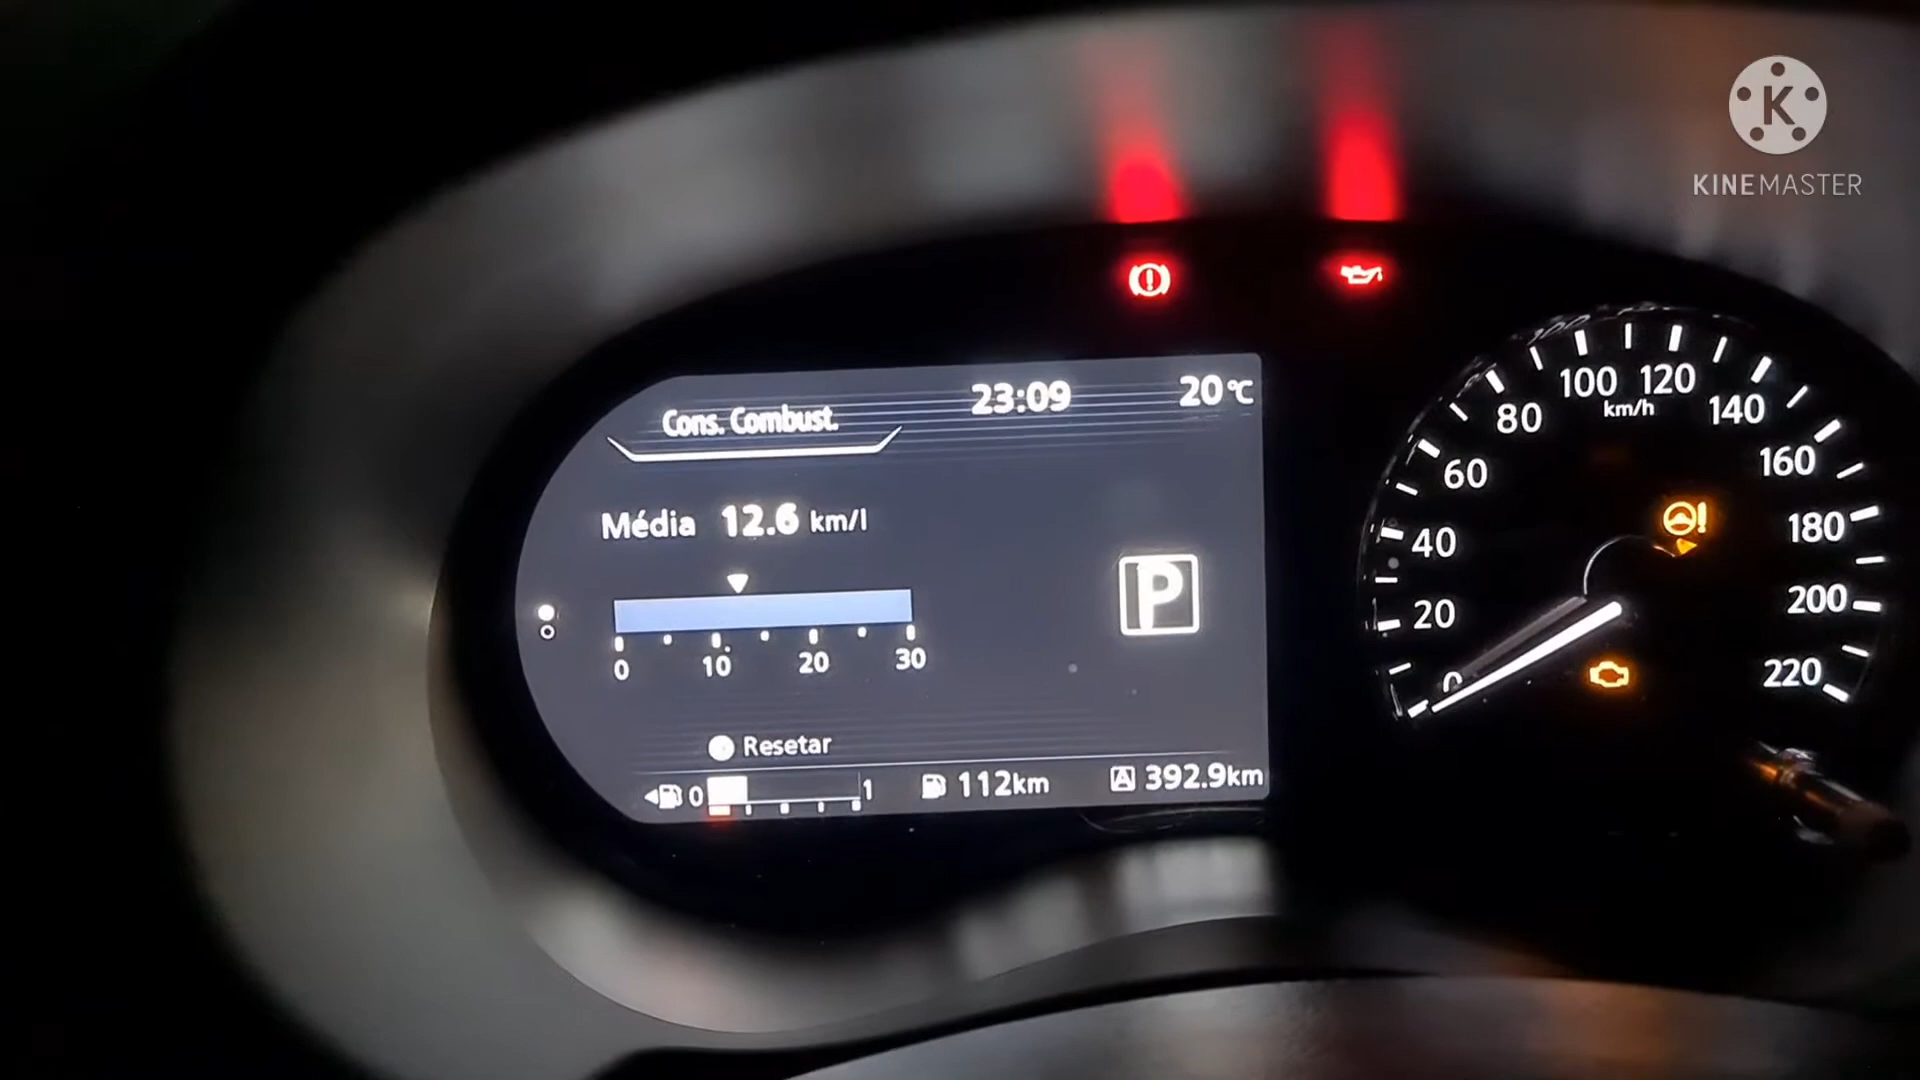 K
KINEMASTER
23:09 20°C
Cons. Combust.
Média 12.6 km/l
0 10 20 30
P
Resetar
0 1 112km A 392.9km
0 20 40 60 80 100 120 140 160 180 200 220
km/h